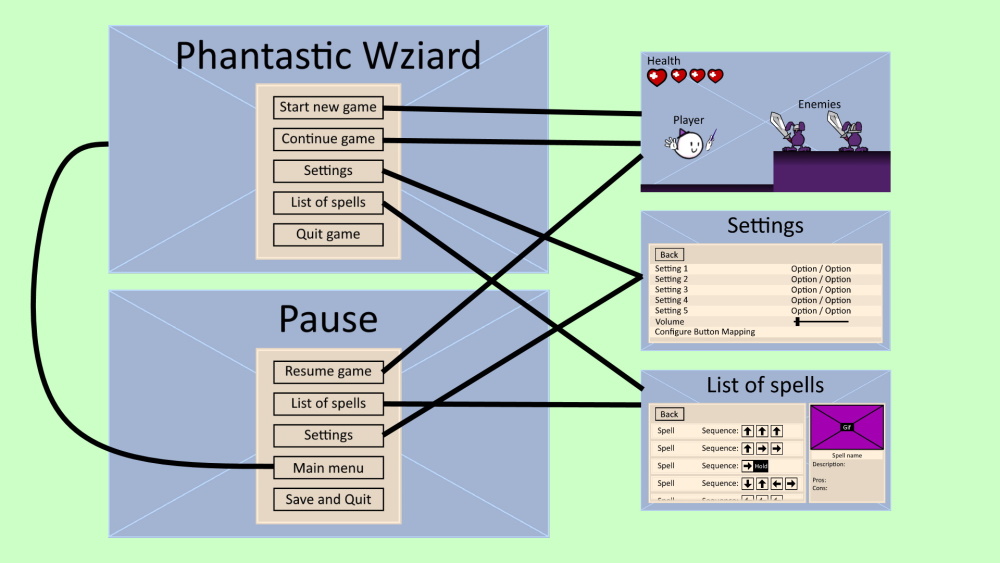 Phantastic Wziard
Start new game
Continue game
Settings
List of spells
Quit game
Pause
Resume game
List of spells
Settings
Main menu
Save and Quit
Health
Player
Enemies
Settings
Back
Setting 1 Option / Option
Setting 2 Option / Option
Setting 3 Option / Option
Setting 4 Option / Option
Setting 5 Option / Option
Volume
Configure Button Mapping
List of spells
Back
Spell Sequence:
Spell Sequence:
Spell Sequence: Hold
Spell Sequence:
Spell Sequence:
Gif
Spell name
Description:
Pros:
Cons: